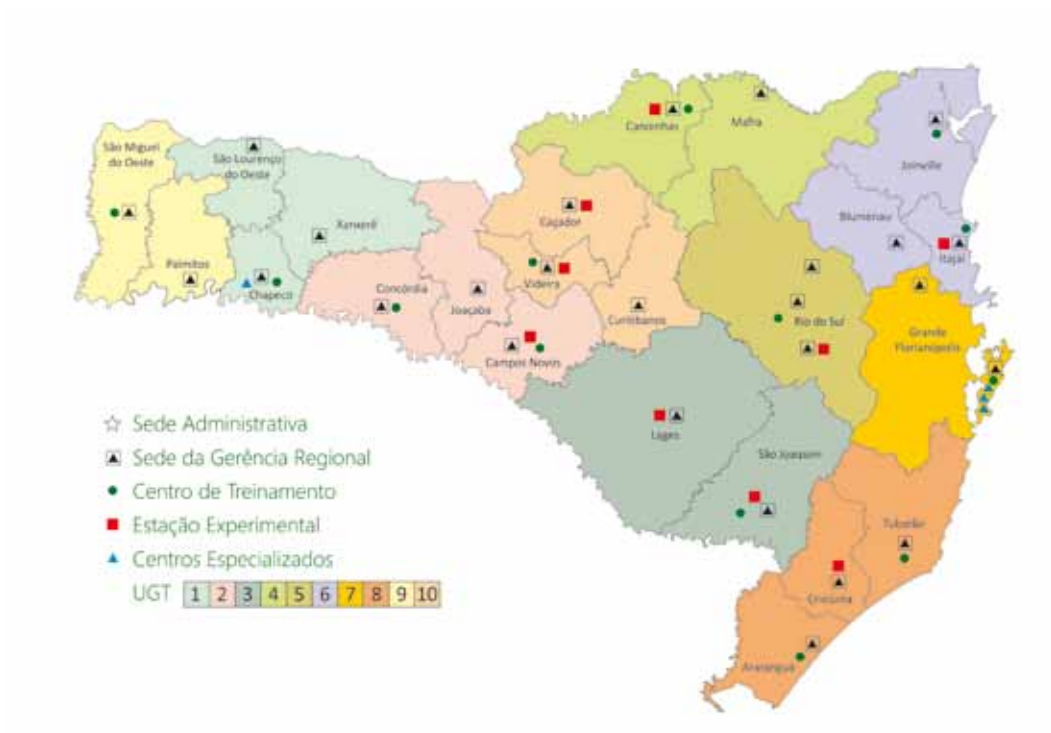 Canoinhas
Mafra
São Miguel
do Oeste
São Lourenço
do Oeste
Joinville
Xanxerê
Caçador
Blumenau
Itajaí
Palmitos
Chapecó
Concórdia
Joaçaba
Videira
Curitibanos
Rio do Sul
Grande
Florianópolis
Campos Novos
Lages
São Joaquim
Tubarão
Criciúma
Araranguá
Sede Administrativa
Sede da Gerência Regional
Centro de Treinamento
Estação Experimental
Centros Especializados
UGT 1 2 3 4 5 6 7 8 9 10